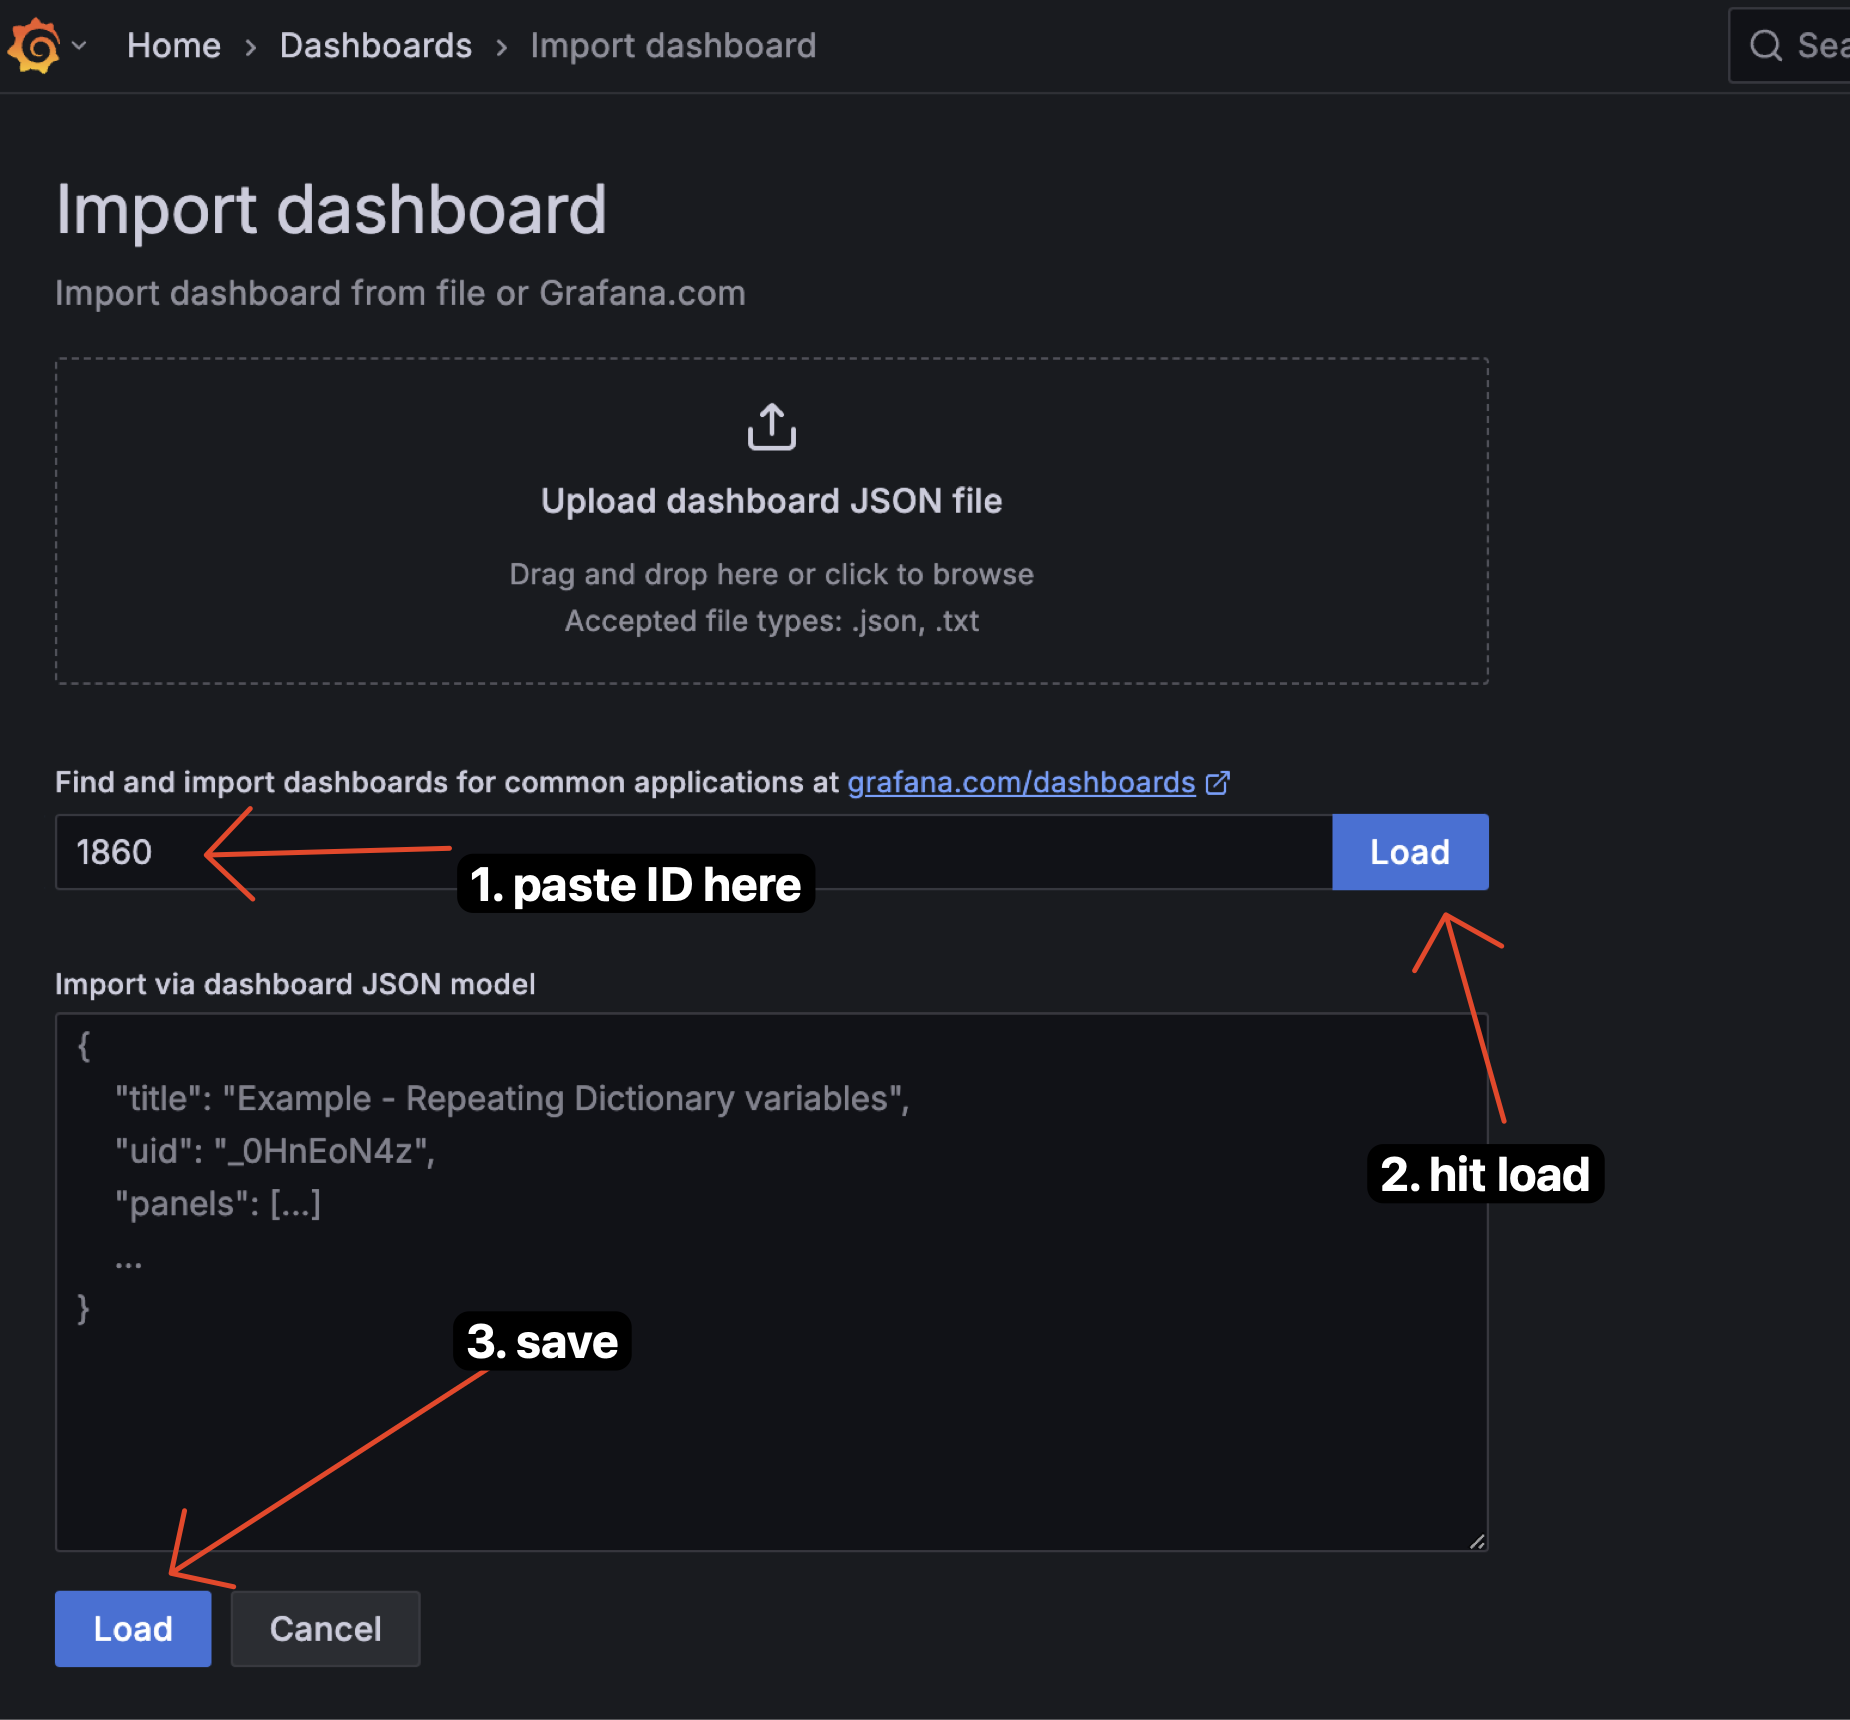 Home > Dashboards > Import dashboard
Sea
Import dashboard
Import dashboard from file or Grafana.com
Upload dashboard JSON file
Drag and drop here or click to browse
Accepted file types: .json, .txt
Find and import dashboards for common applications at grafana.com/dashboards
1860
Load
1. paste ID here
Import via dashboard JSON model
{
"title": "Example - Repeating Dictionary variables",
"uid": "_0HnEoN4z",
"panels": [...]
...
}
2. hit load
3. save
Load
Cancel